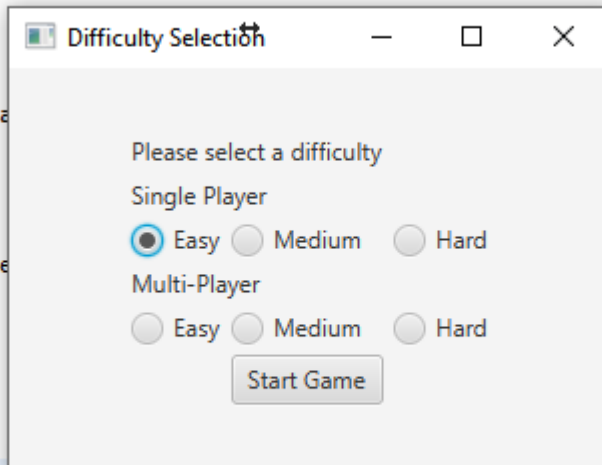 Difficulty Selection
Please select a difficulty
Single Player
Easy Medium Hard
Multi-Player
Easy Medium Hard
Start Game